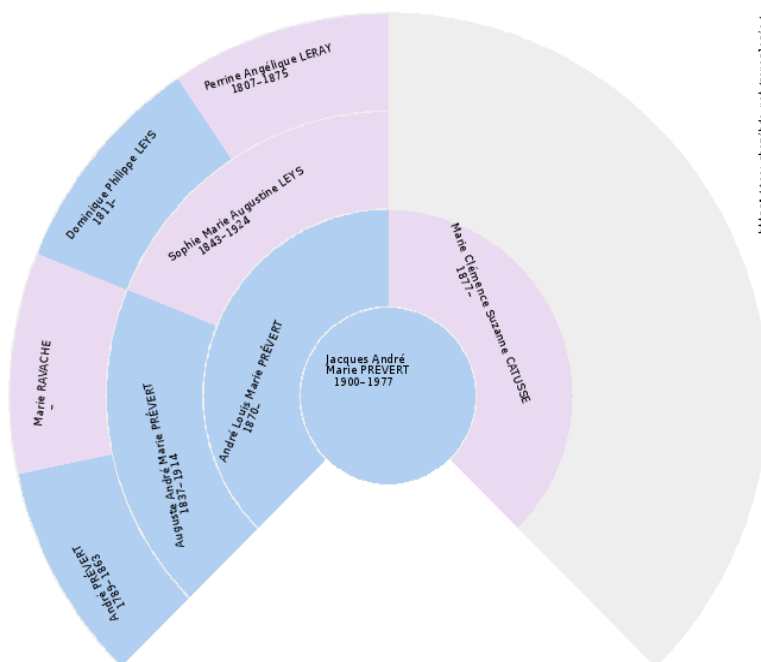 Perrine Angélique LERAY
1807–1875
Dominique Philippe LEYS
1811–
Sophie Marie Augustine LEYS
1843–1924
Marie Clémence Suzanne CATUSSE
1877–
Marie RAVACHE
–
André Louis Marie PRÉVERT
1870–
Jacques André
Marie PRÉVERT
1900–1977
Auguste André Marie PRÉVERT
1837–1914
André PRÉVERT
1789–1863